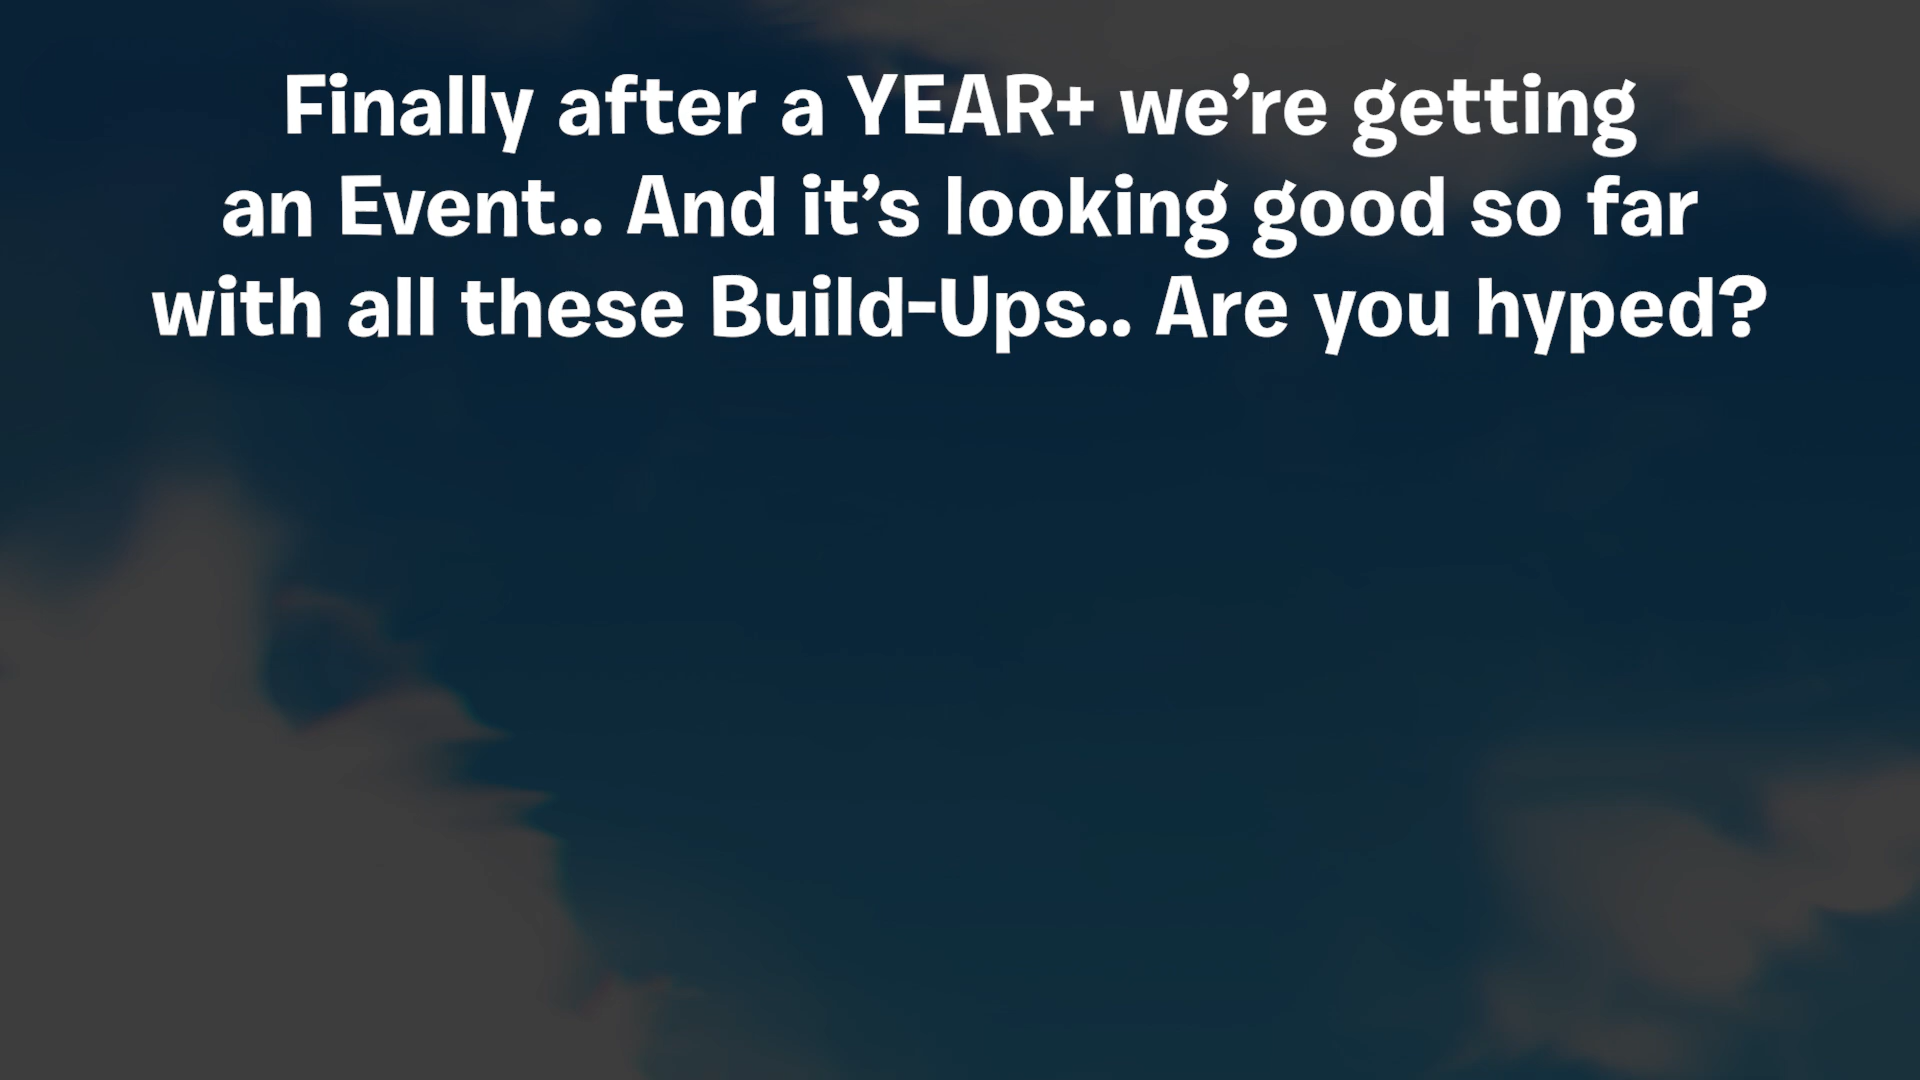 Finally after a YEAR+ we’re getting
an Event.. And it’s looking good so far
with all these Build-Ups.. Are you hyped?